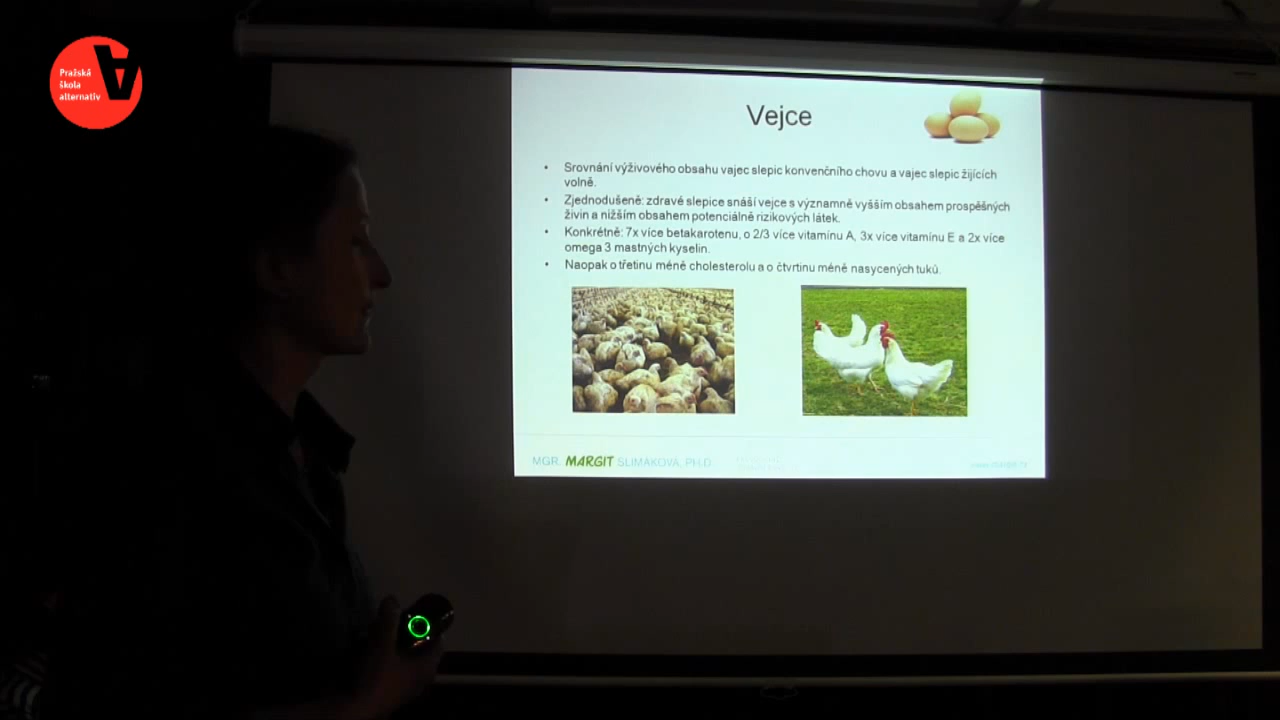 Pražská
škola
alternativ
Vejce
• Srovnání výživového obsahu vajec slepic konvenčního chovu a vajec slepic žijících
volně.
• Zjednodušeně: zdravé slepice snáší vejce s významně vyšším obsahem prospěšných
živin a nižším obsahem potenciálně rizikových látek.
• Konkrétně: 7x více betakarotenu, o 2/3 více vitamínu A, 3x více vitamínu E a 2x více
omega 3 mastných kyselin.
• Naopak o třetinu méně cholesterolu a o čtvrtinu méně nasycených tuků.
MGR. MARGIT SLIMÁKOVÁ, PH.D.